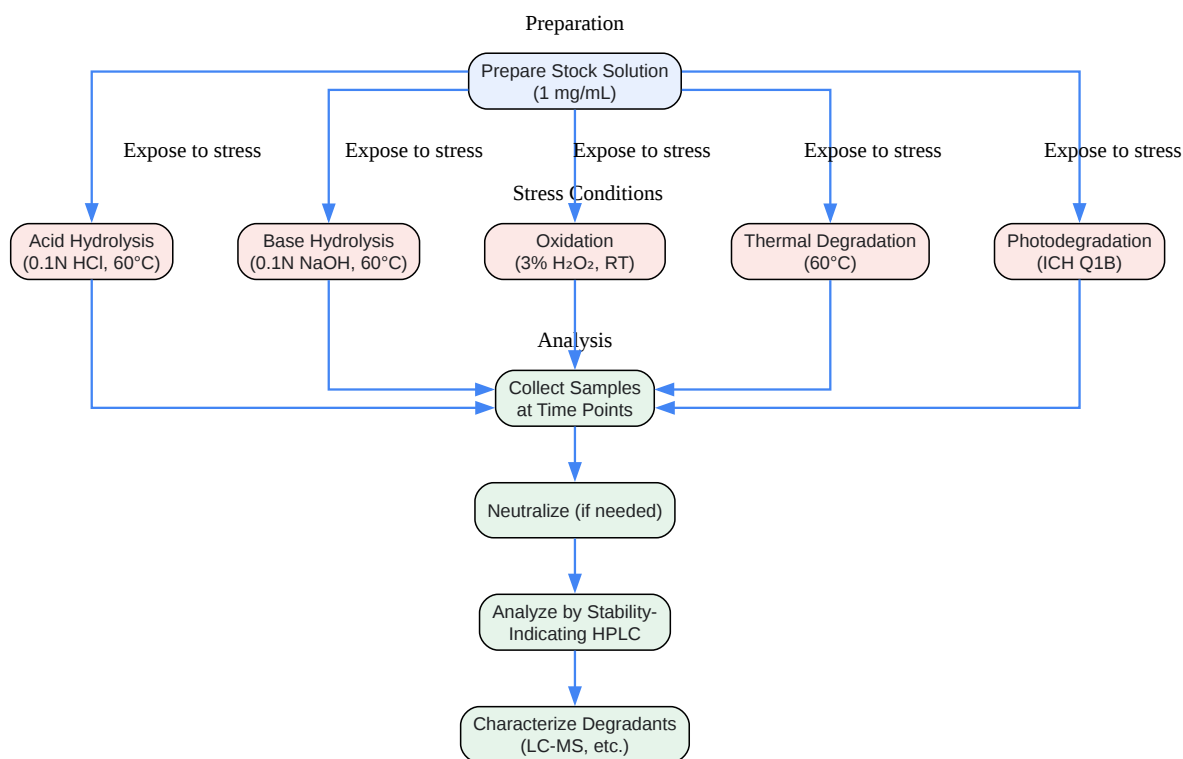 Preparation
Prepare Stock Solution
(1 mg/mL)
Expose to stress
Expose to stress
Expose to stress
Expose to stress
Expose to stress
Stress Conditions
Acid Hydrolysis
(0.1N HCl, 60°C)
Base Hydrolysis
(0.1N NaOH, 60°C)
Oxidation
(3% H₂O₂, RT)
Thermal Degradation
(60°C)
Photodegradation
(ICH Q1B)
Analysis
Collect Samples
at Time Points
Neutralize (if needed)
Analyze by Stability-
Indicating HPLC
Characterize Degradants
(LC-MS, etc.)